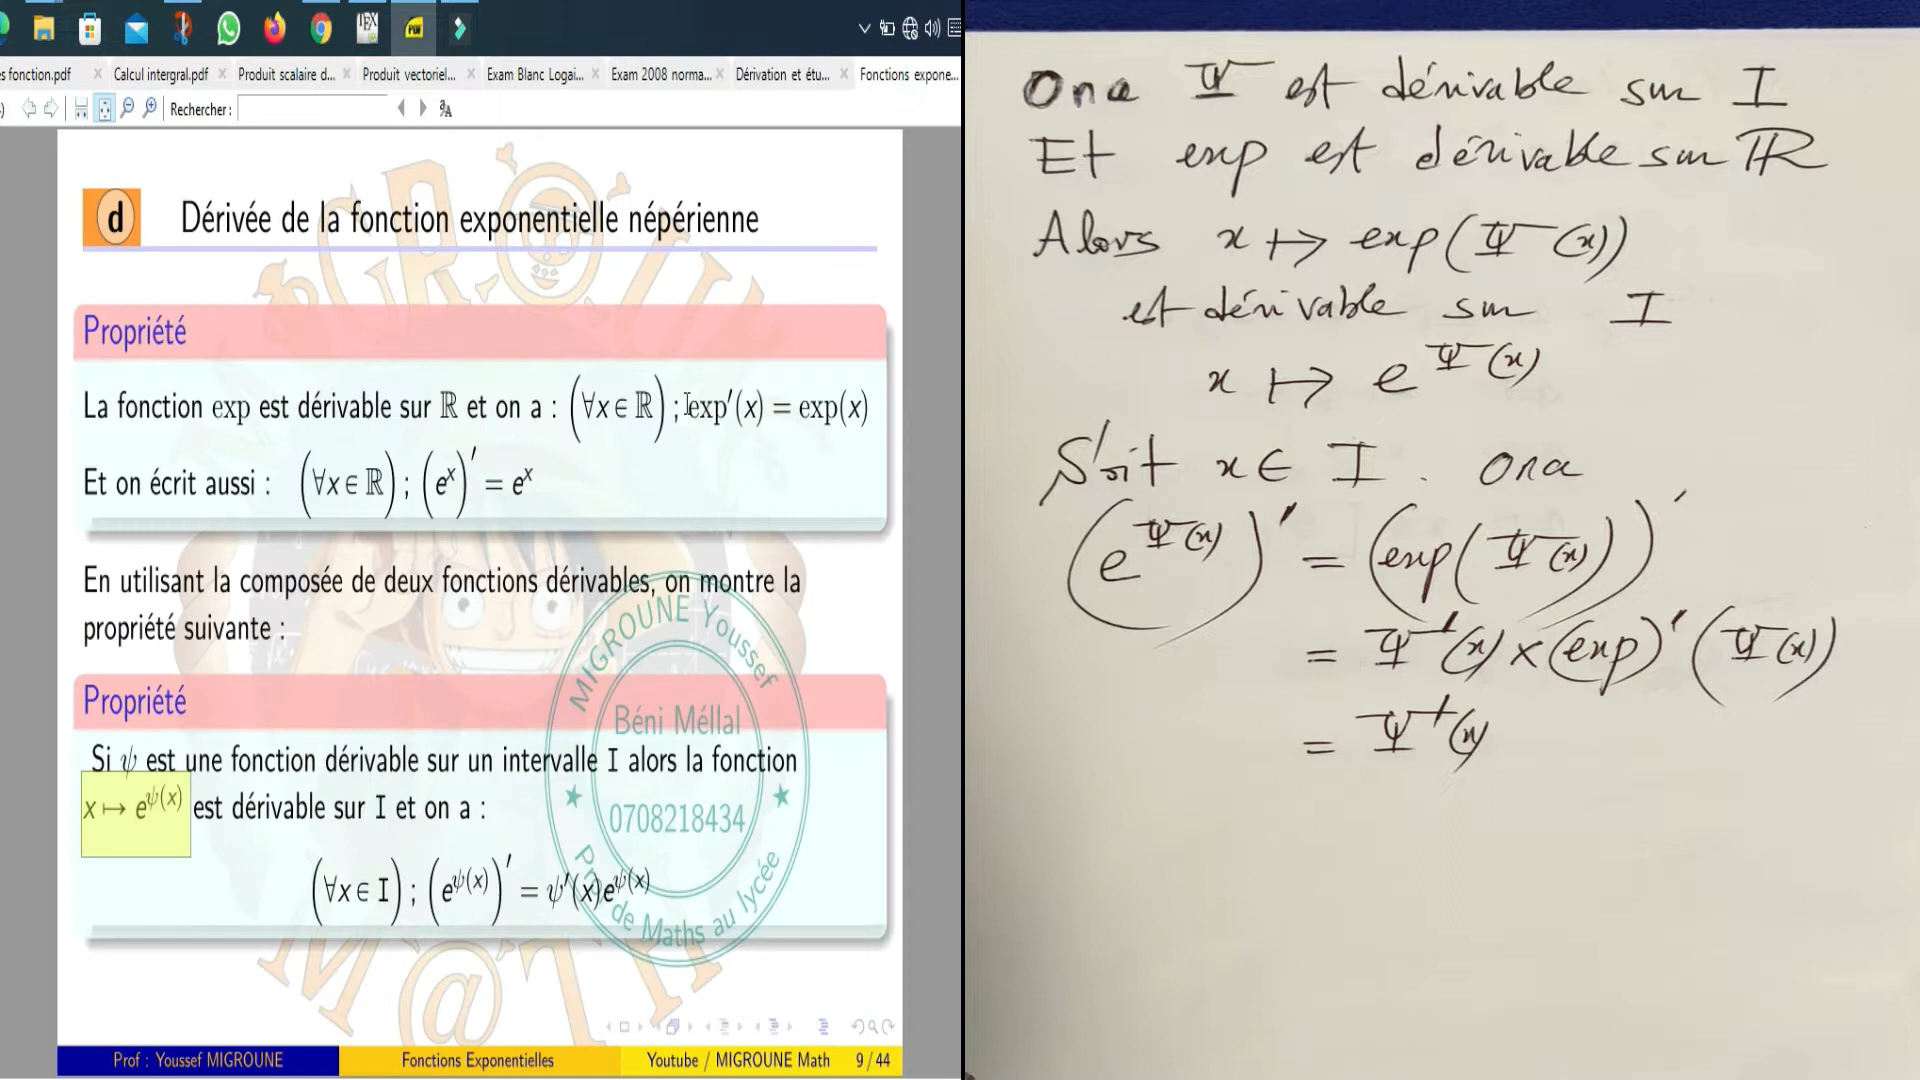 s fonction.pdf
Calcul intergral.pdf
Produit scalaire d...
Produit vectoriel...
Exam Blanc Logai...
Exam 2008 norma...
Dérivation et étu...
Fonctions expone...
Rechercher :
d Dérivée de la fonction exponentielle népérienne
Propriété
La fonction exp est dérivable sur ℝ et on a : (∀x ∈ ℝ) ; exp′(x) = exp(x)
Et on écrit aussi : (∀x ∈ ℝ) ; (e^x)′ = e^x
En utilisant la composée de deux fonctions dérivables, on montre la
propriété suivante :
Propriété
Si ψ est une fonction dérivable sur un intervalle I alors la fonction
x ↦ e^ψ(x) est dérivable sur I et on a :
(∀x ∈ I) ; (e^ψ(x))′ = ψ′(x)e^ψ(x)
MIGROUNE Youssef
Béni Méllal
0708218434
Prof de Maths au lycée
Prof : Youssef MIGROUNE
Fonctions Exponentielles
Youtube / MIGROUNE Math
9 / 44
On a Ψ est dérivable sur I
Et exp est dérivable sur ℝ
Alors x ↦ exp(Ψ(x))
est dérivable sur I
x ↦ e^Ψ(x)
Soit x ∈ I . On a
(e^Ψ(x))′ = (exp(Ψ(x)))′
= Ψ′(x) × (exp)′(Ψ(x))
= Ψ′(x)